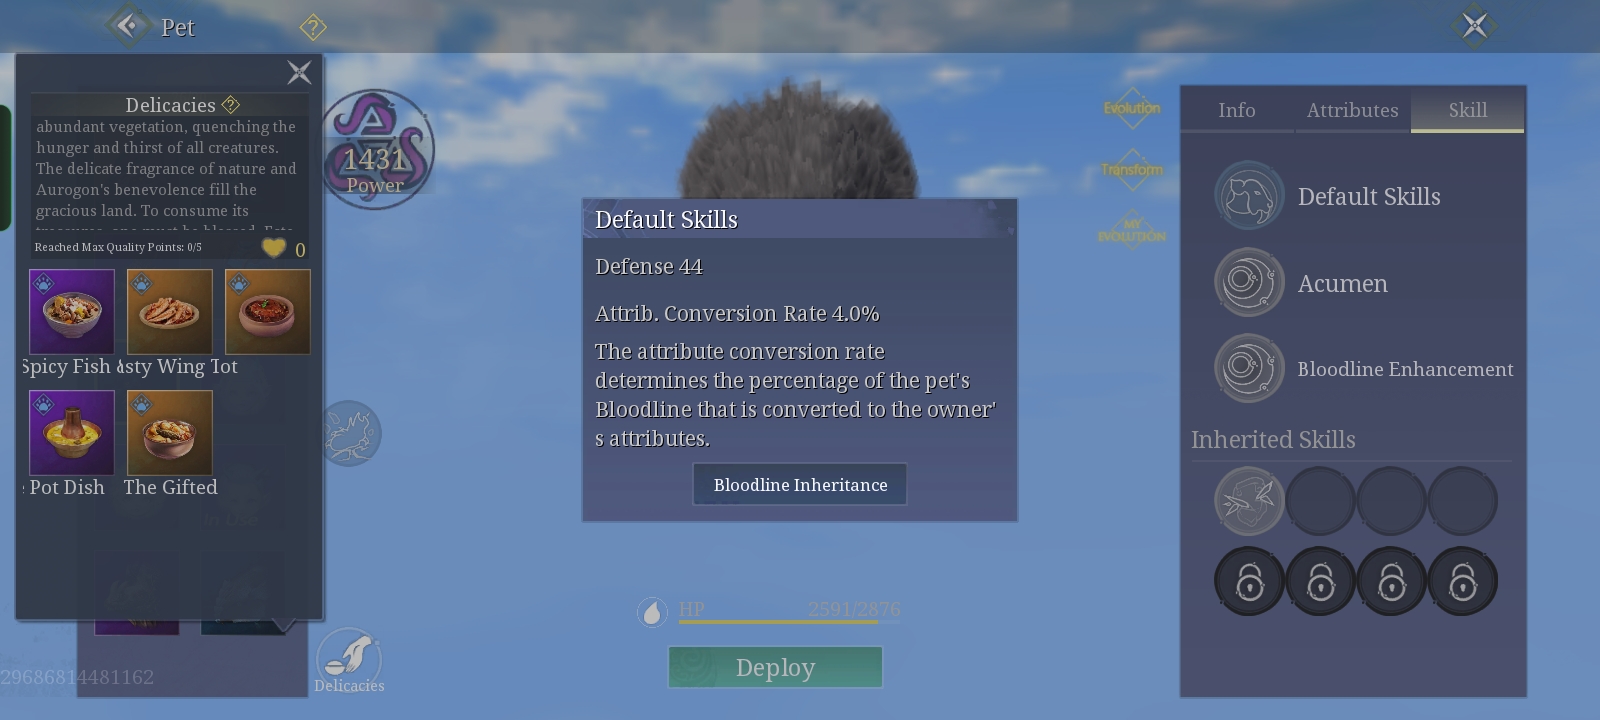 Pet
Delicacies
abundant vegetation, quenching the
hunger and thirst of all creatures.
The delicate fragrance of nature and
Aurogon's benevolence fill the
gracious land. To consume its
Reached Max Quality Points: 0/5
0
Spicy Fish
asty Wing
Tot
Pot Dish
The Gifted
In Use
29686814481162
1431
Power
Delicacies
Default Skills
Defense 44
Attrib. Conversion Rate 4.0%
The attribute conversion rate
determines the percentage of the pet's
Bloodline that is converted to the owner'
s attributes.
Bloodline Inheritance
HP 2591/2876
Deploy
Evolution
Transform
MY
EVOLUTION
Info Attributes Skill
Default Skills
Acumen
Bloodline Enhancement
Inherited Skills